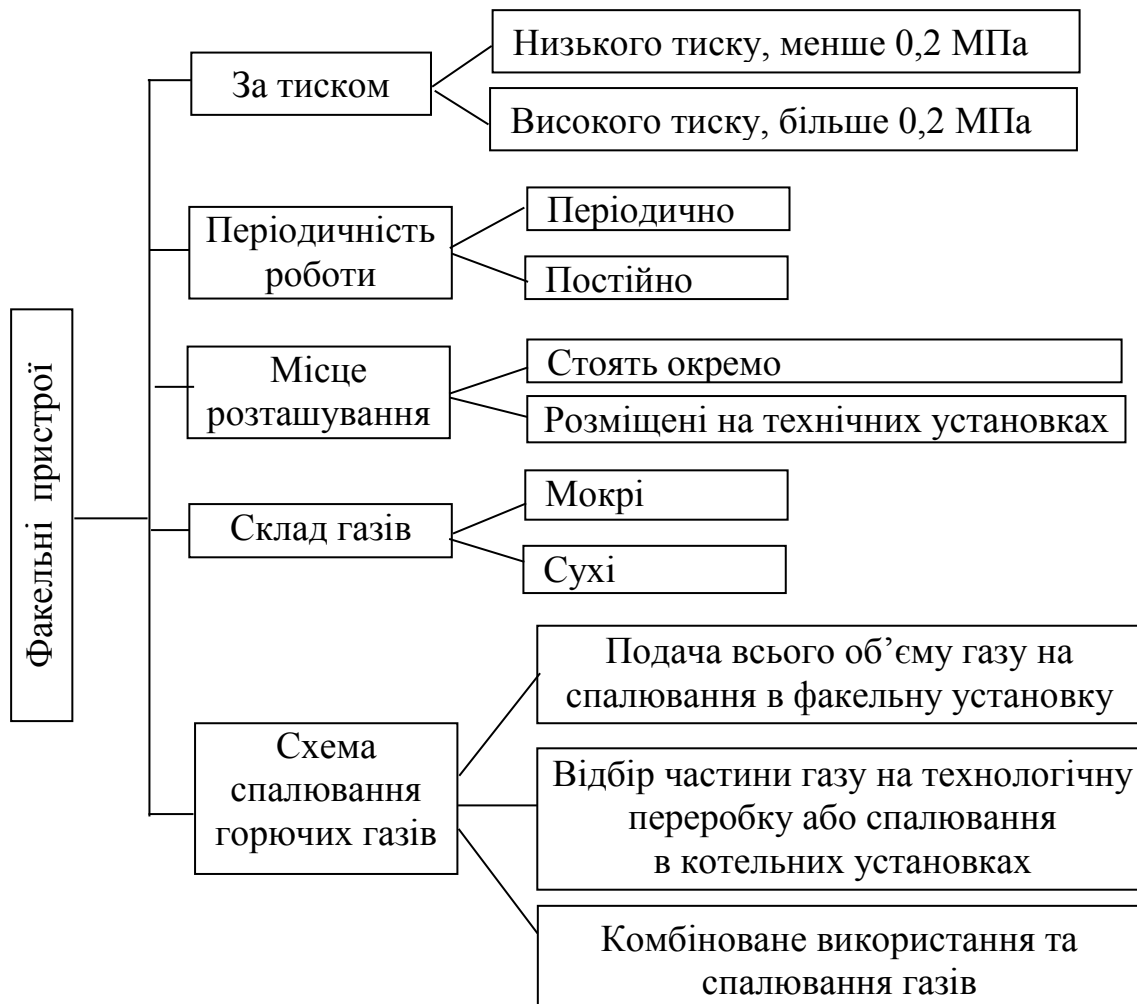 Факельні пристрої
За тиском
Низького тиску, менше 0,2 МПа
Високого тиску, більше 0,2 МПа
Періодичність
роботи
Періодично
Постійно
Місце
розташування
Стоять окремо
Розміщені на технічних установках
Склад газів
Мокрі
Сухі
Схема
спалювання
горючих газів
Подача всього об’єму газу на
спалювання в факельну установку
Відбір частини газу на технологічну
переробку або спалювання
в котельних установках
Комбіноване використання та
спалювання газів